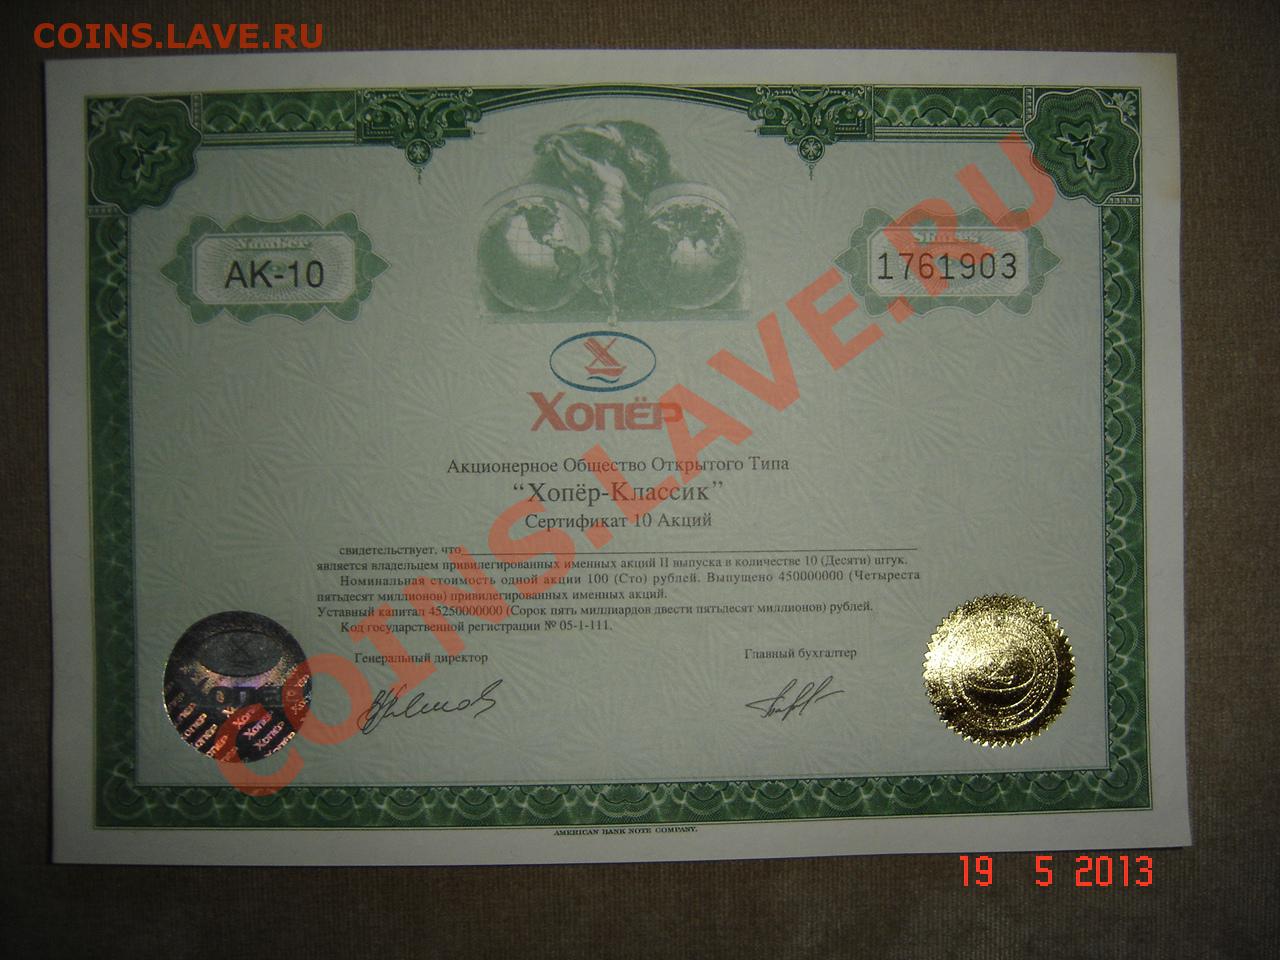 COINS.LAVE.RU
Number
Shares
AK-10
1761903
ХОПЁР
Акционерное Общество Открытого Типа
“Хопёр-Классик”
Сертификат 10 Акций
свидетельствует, что
является владельцем привилегированных именных акций II выпуска в количестве 10 (Десяти) штук.
Номинальная стоимость одной акции 100 (Сто) рублей. Выпущено 450000000 (Четыреста
пятьдесят миллионов) привилегированных именных акций.
Уставный капитал 45250000000 (Сорок пять миллиардов двести пятьдесят миллионов) рублей.
Код государственной регистрации № 05-1-111.
Генеральный директор
Главный бухгалтер
ХОПЁР
COINS.LAVE.RU
AMERICAN BANK NOTE COMPANY.
19 5 2013